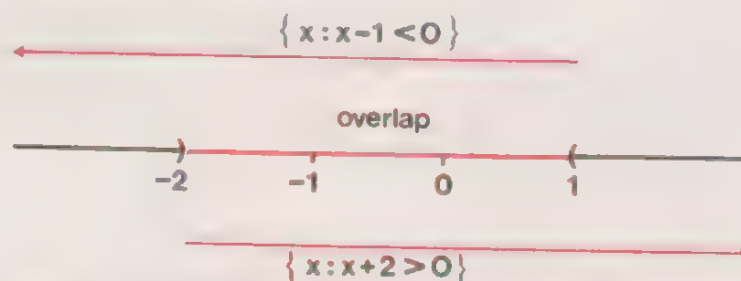 { x : x-1 < 0 }
overlap
-2 -1 0 1
{ x : x+2 > 0 }